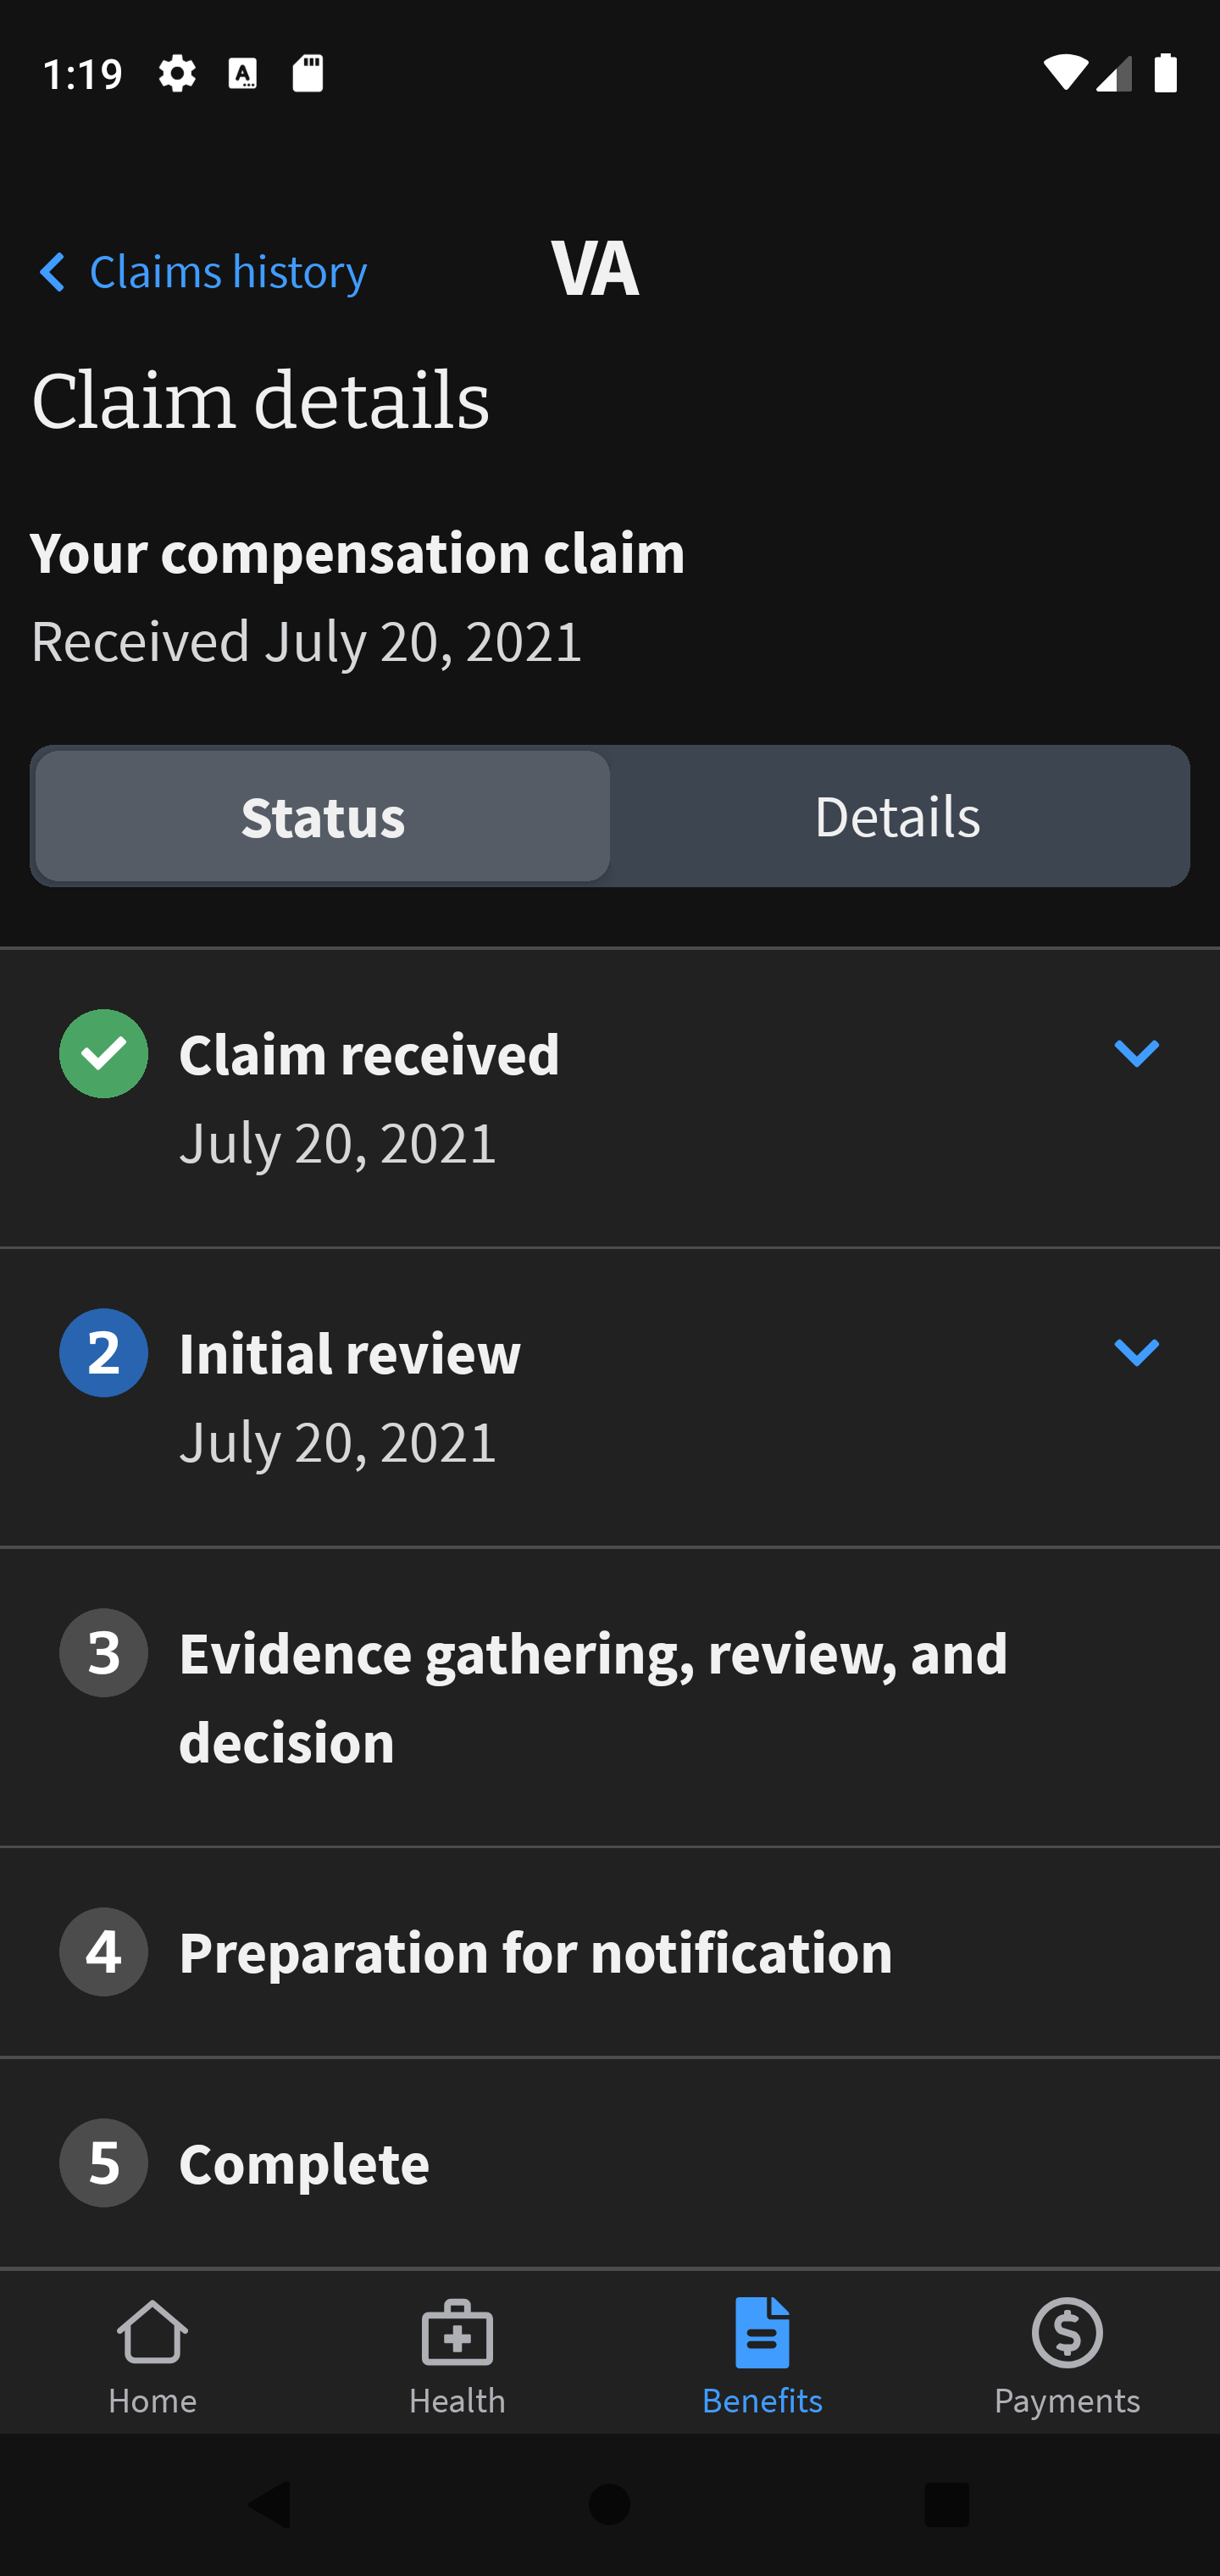 1:19
Claims history
VA
Claim details
Your compensation claim
Received July 20, 2021
Status
Details
Claim received
July 20, 2021
2
Initial review
July 20, 2021
3
Evidence gathering, review, and
decision
4
Preparation for notification
5
Complete
Home
Health
Benefits
Payments